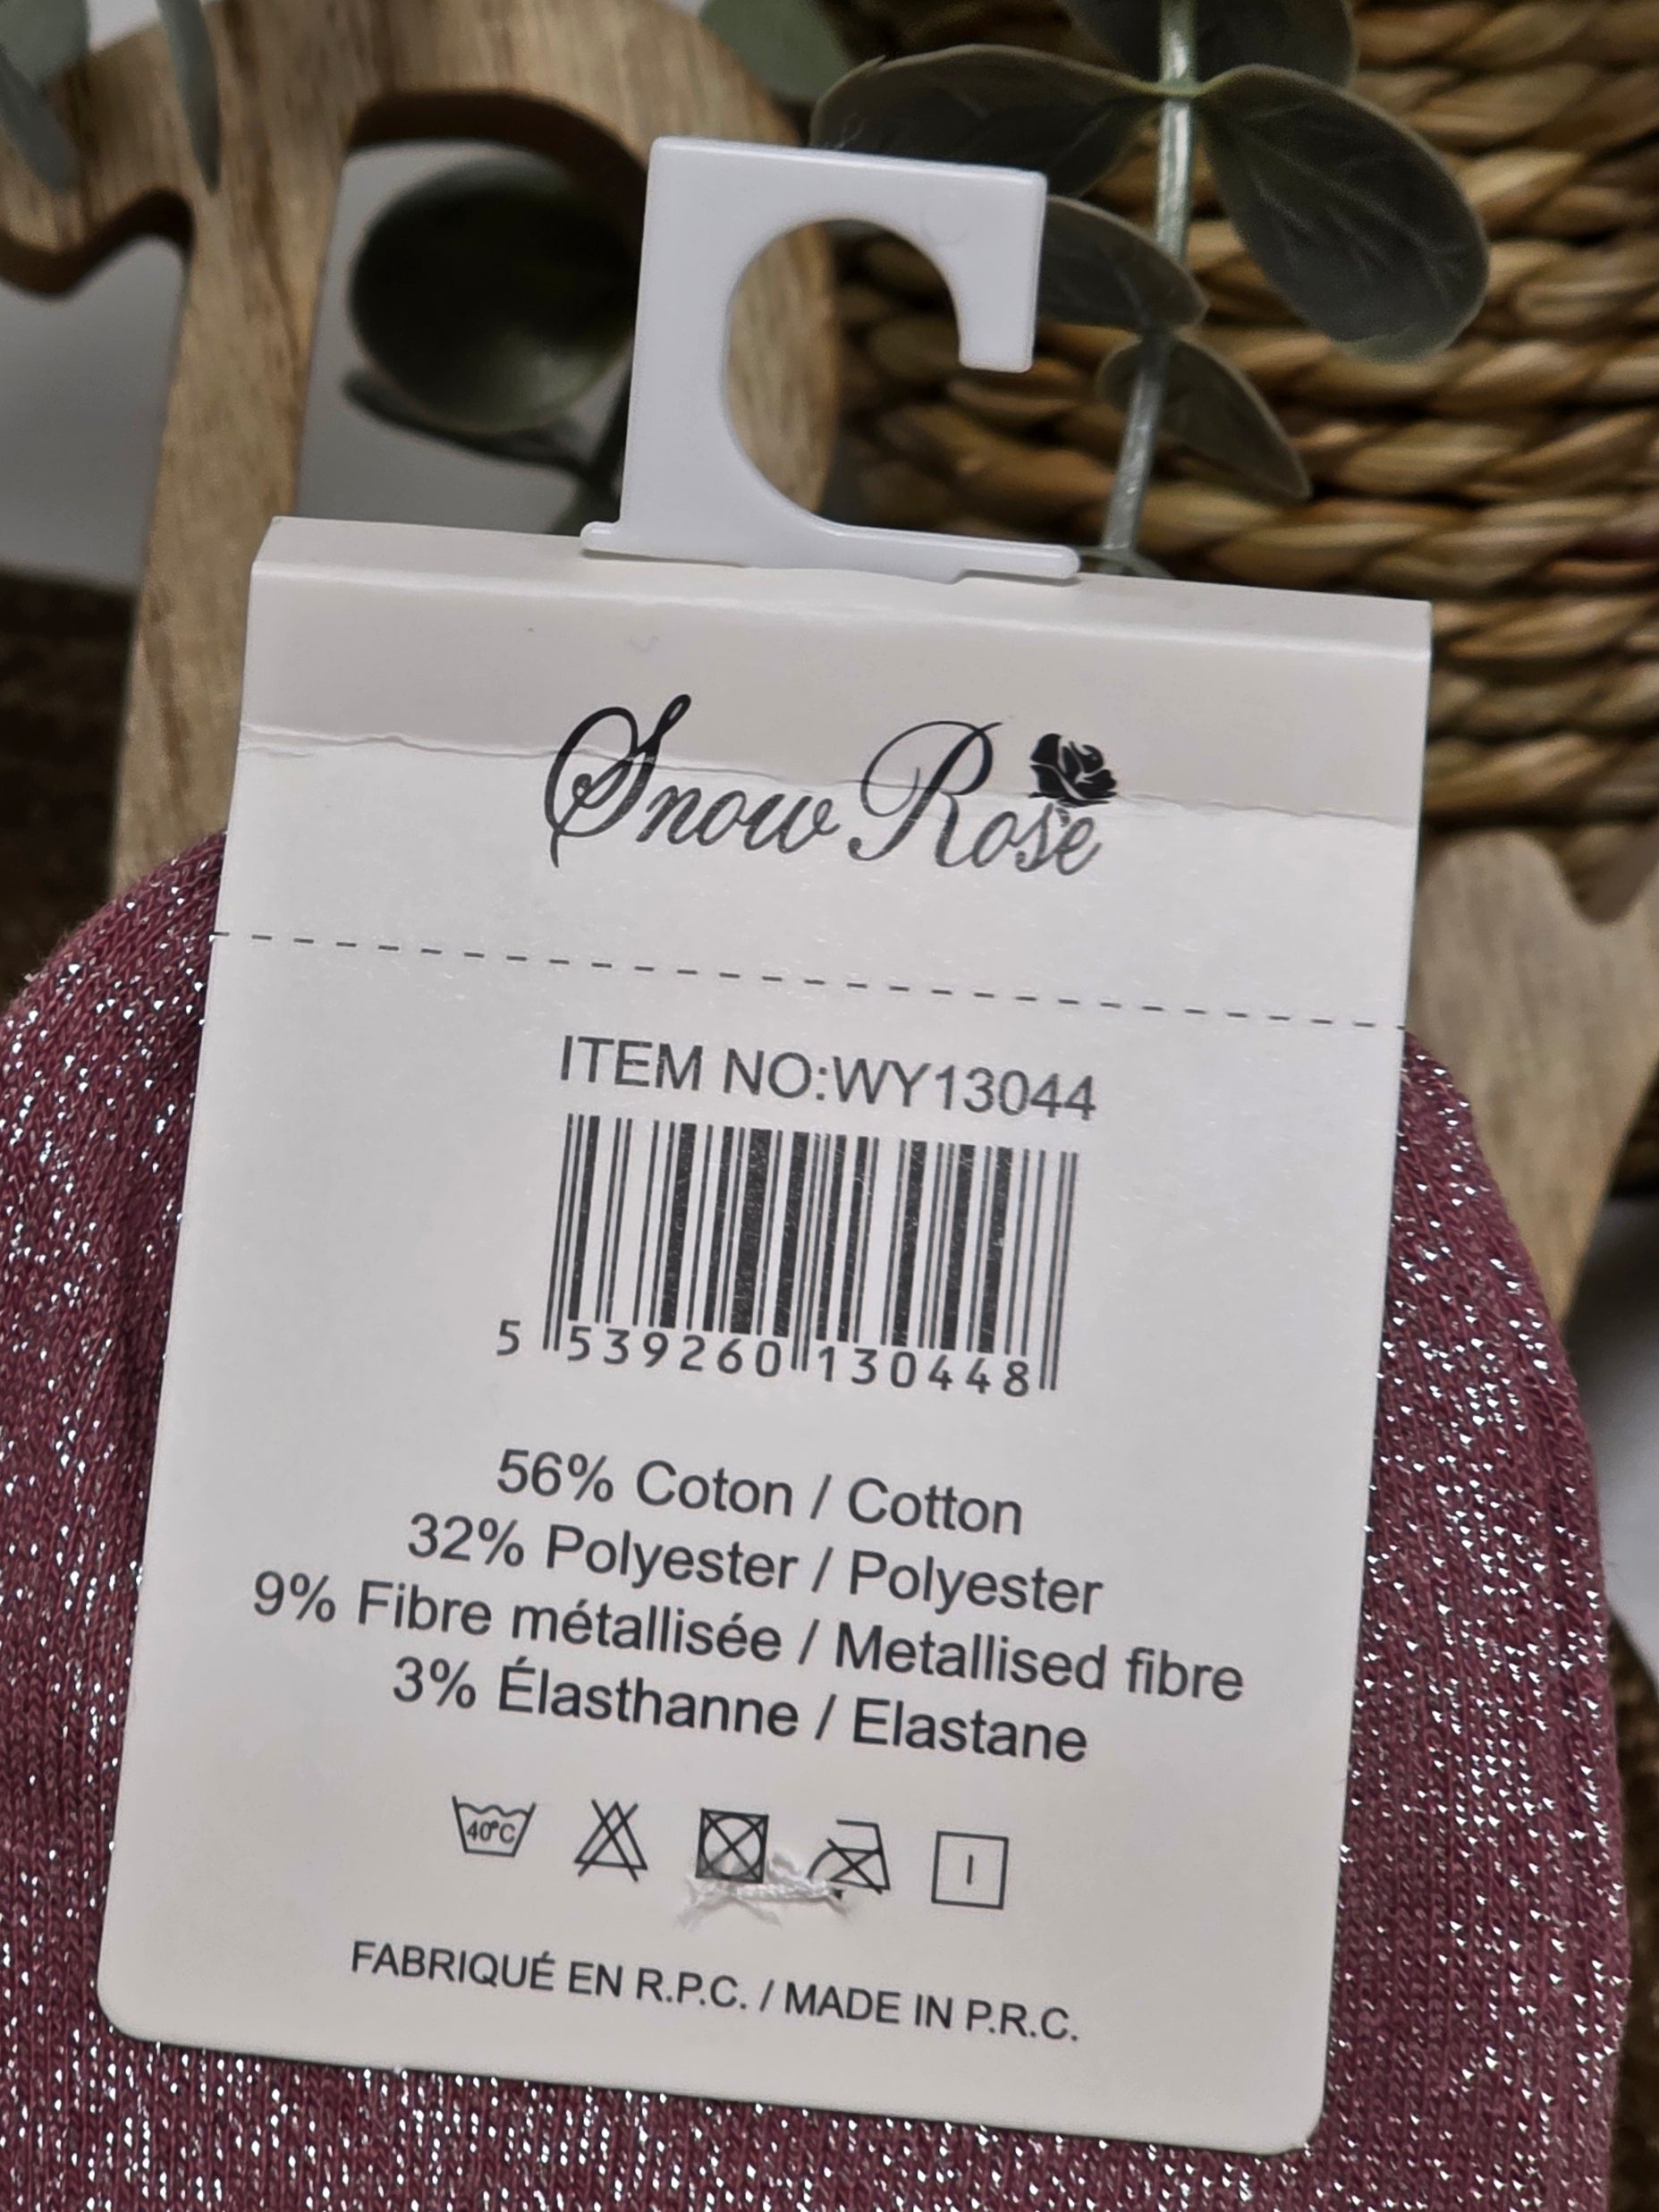 Snow Rose
ITEM NO:WY13044
5 539260 130448
56% Coton / Cotton
32% Polyester / Polyester
9% Fibre métallisée / Metallised fibre
3% Élasthanne / Elastane
40°C
FABRIQUÉ EN R.P.C. / MADE IN P.R.C.